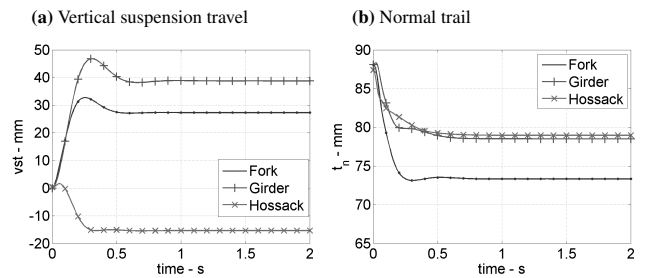 (a) Vertical suspension travel
50
40
30
20
10
0
-10
-20
vst - mm
0 0.5 1 1.5 2
time - s
Fork
Girder
Hossack
(b) Normal trail
90
85
80
75
70
65
t_n - mm
0 0.5 1 1.5 2
time - s
Fork
Girder
Hossack